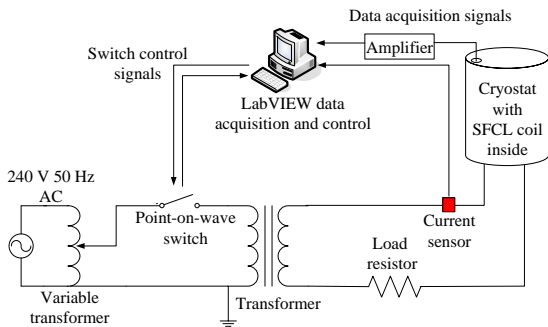 Data acquisition signals
Switch control
signals
Amplifier
LabVIEW data
acquisition and control
Cryostat
with
SFCL coil
inside
240 V 50 Hz
AC
Point-on-wave
switch
Current
sensor
Load
resistor
Variable
transformer
Transformer